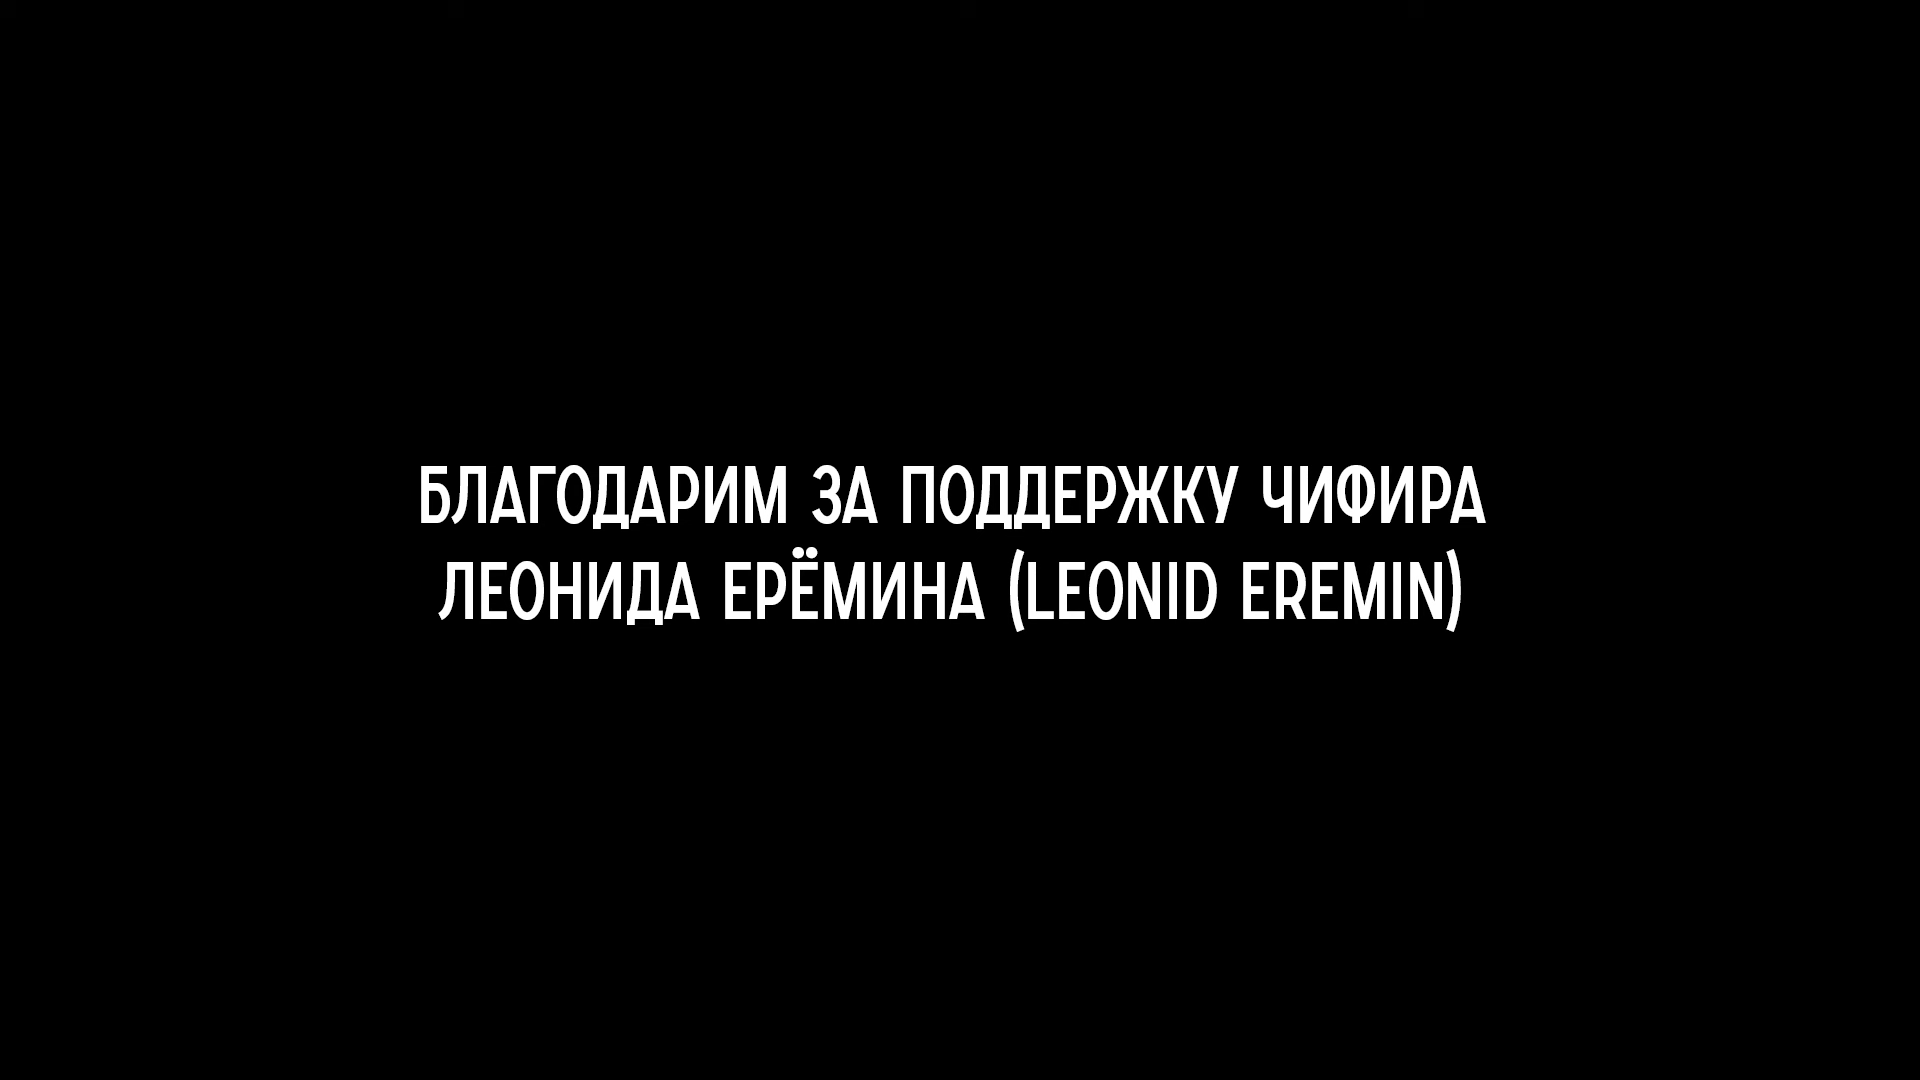 БЛАГОДАРИМ ЗА ПОДДЕРЖКУ ЧИФИРА
ЛЕОНИДА ЕРЁМИНА (LEONID EREMIN)